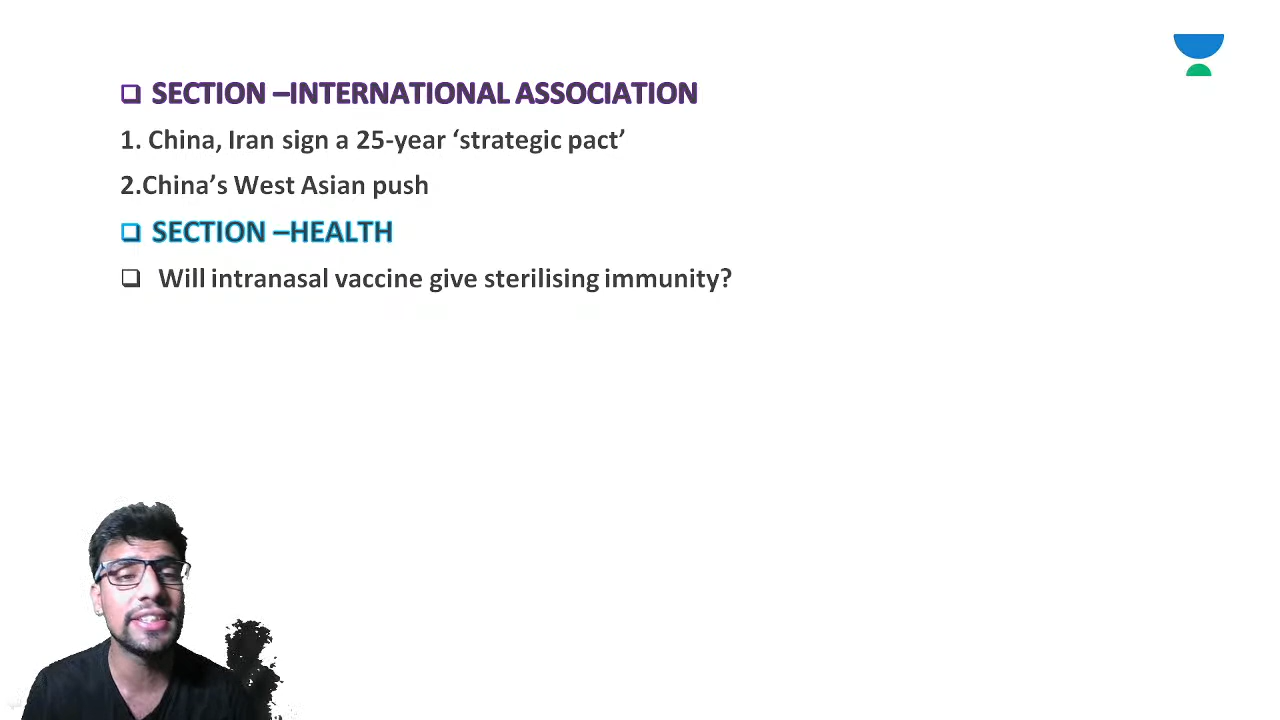 ❑ SECTION –INTERNATIONAL ASSOCIATION
1. China, Iran sign a 25-year ‘strategic pact’
2.China’s West Asian push
❑ SECTION –HEALTH
❑ Will intranasal vaccine give sterilising immunity?